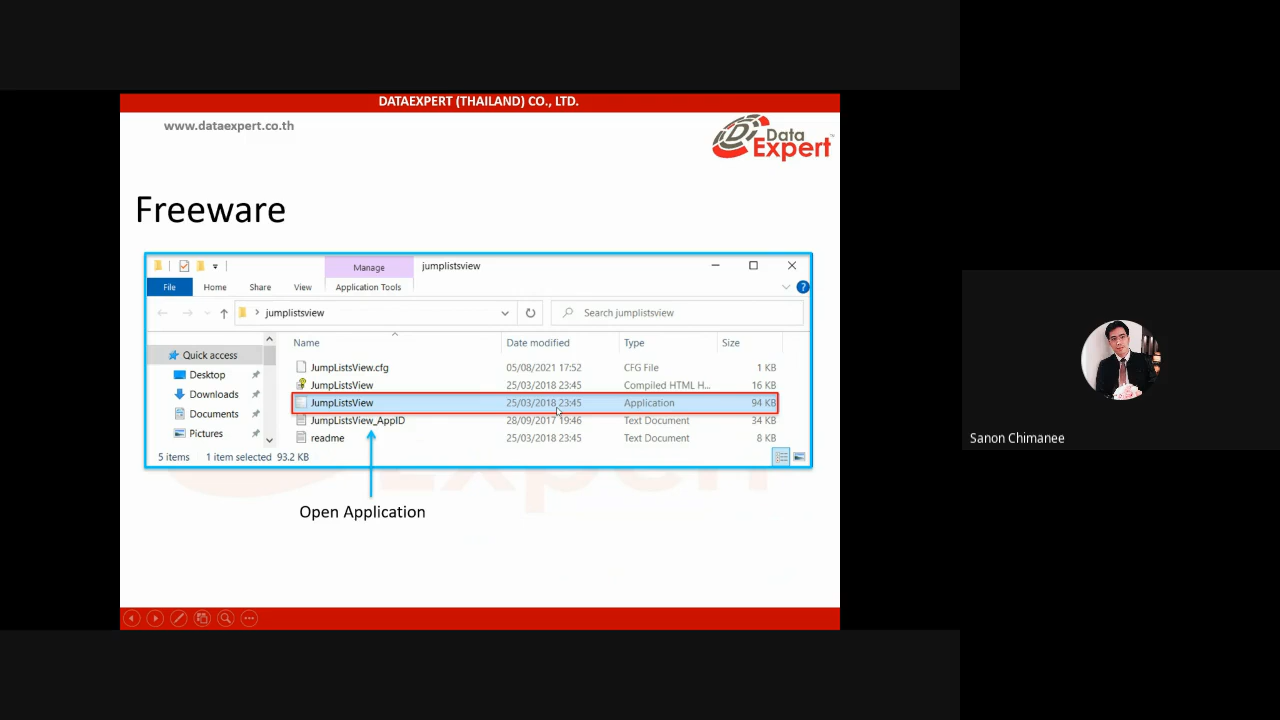 DATAEXPERT (THAILAND) CO., LTD.
www.dataexpert.co.th
Data
Expert
Freeware
Manage
jumplistsview
File
Home
Share
View
Application Tools
jumplistsview
Search jumplistsview
Name
Date modified
Type
Size
Quick access
Desktop
Downloads
Documents
Pictures
JumpListsView.cfg 05/08/2021 17:52 CFG File 1 KB
JumpListsView 25/03/2018 23:45 Compiled HTML H... 16 KB
JumpListsView 25/03/2018 23:45 Application 94 KB
JumpListsView_AppID 28/09/2017 19:46 Text Document 34 KB
readme 25/03/2018 23:45 Text Document 8 KB
5 items 1 item selected 93.2 KB
Open Application
Sanon Chimanee